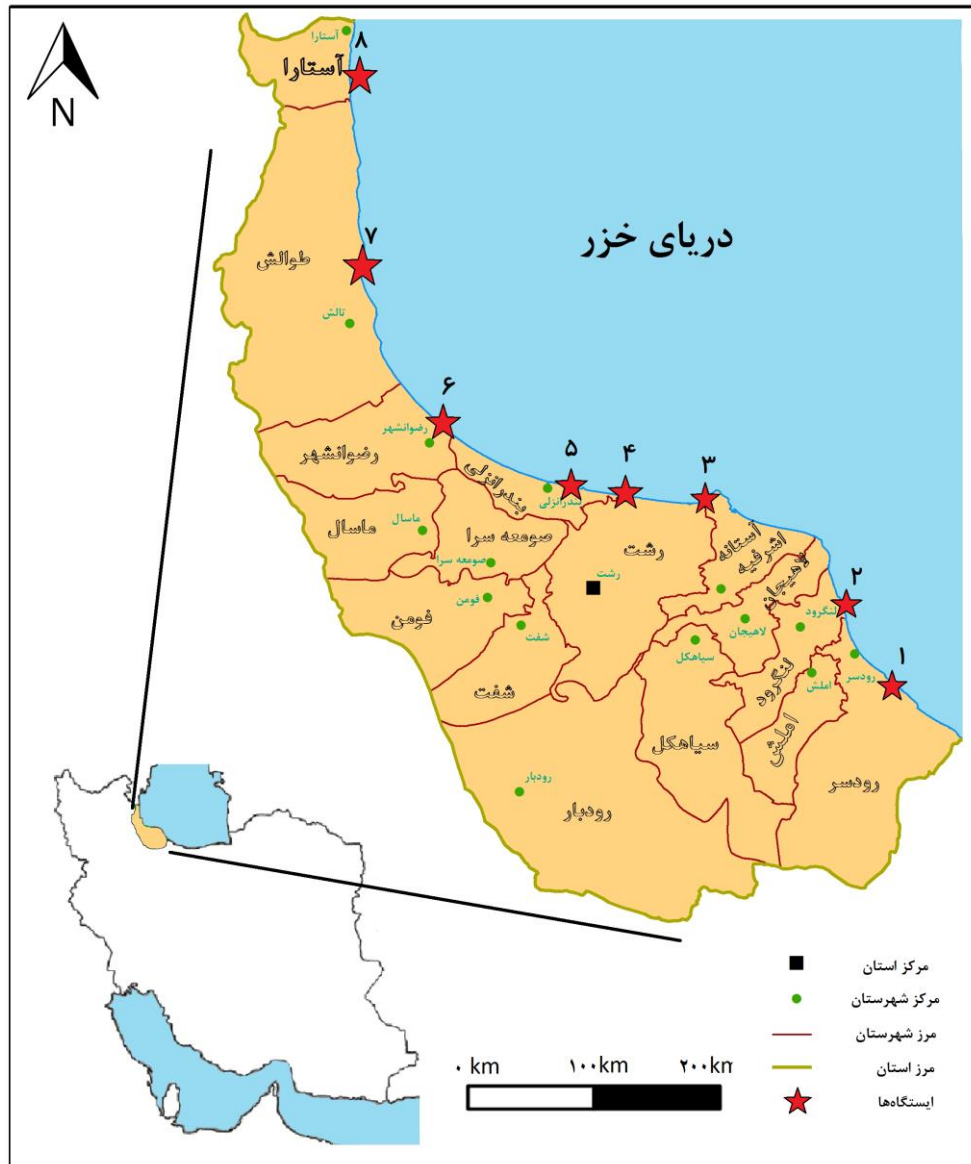 آستارا
۸
آستارا
N
دریای خزر
۷
طوالش
تالش
۶
رضوانشهر
رضوانشهر
بندرانزلی
۵
۴
۳
بندرانزلی
ماسال
ماسال
صومعه سرا
صومعه سرا
رشت
رشت
آستانه
اشرفیه
لاهیجان
۲
لنگرود
فومن
فومن
شفت
شفت
لاهیجان
سیاهکل
سیاهکل
لنگرود
املش
املش
رودسر
۱
رودسر
رودبار
رودبار
مرکز استان
مرکز شهرستان
مرز شهرستان
مرز استان
ایستگاه‌ها
۰ km
۱۰۰km
۲۰۰km